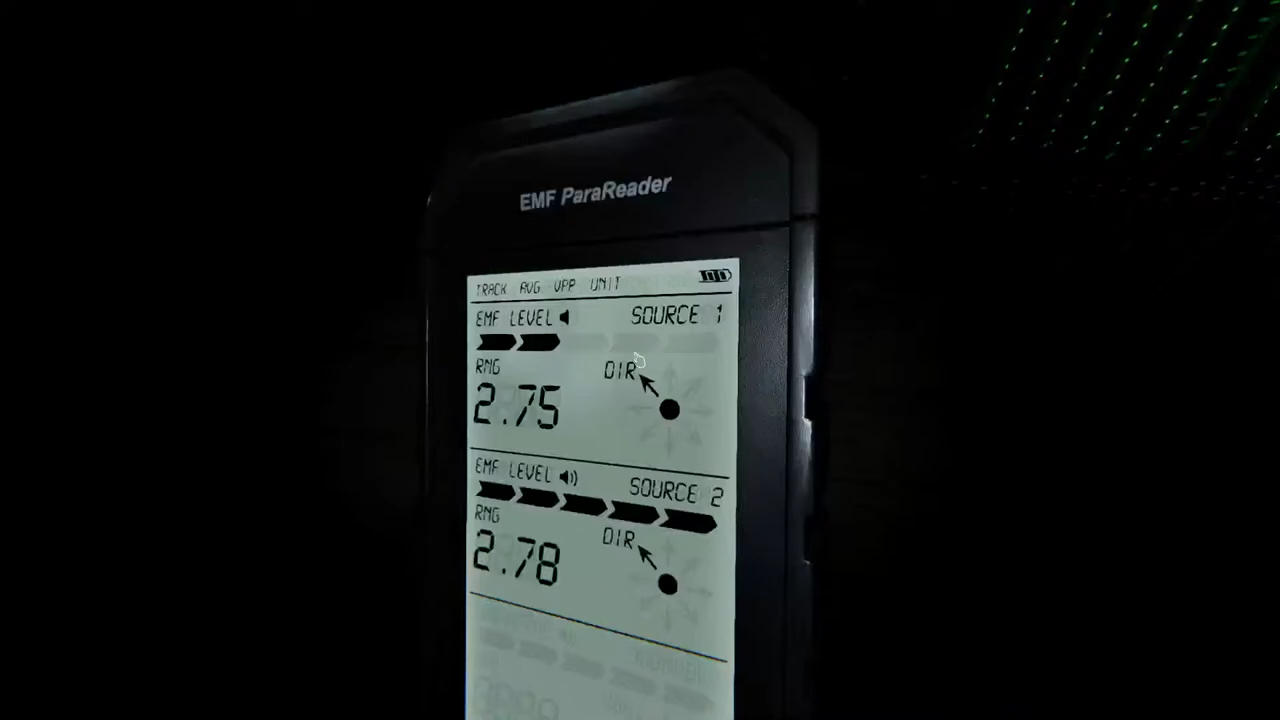 EMF ParaReader
TRACK AVG VPP UNIT
EMF LEVEL SOURCE 1
RNG DIR
2.75
EMF LEVEL SOURCE 2
RNG DIR
2.78